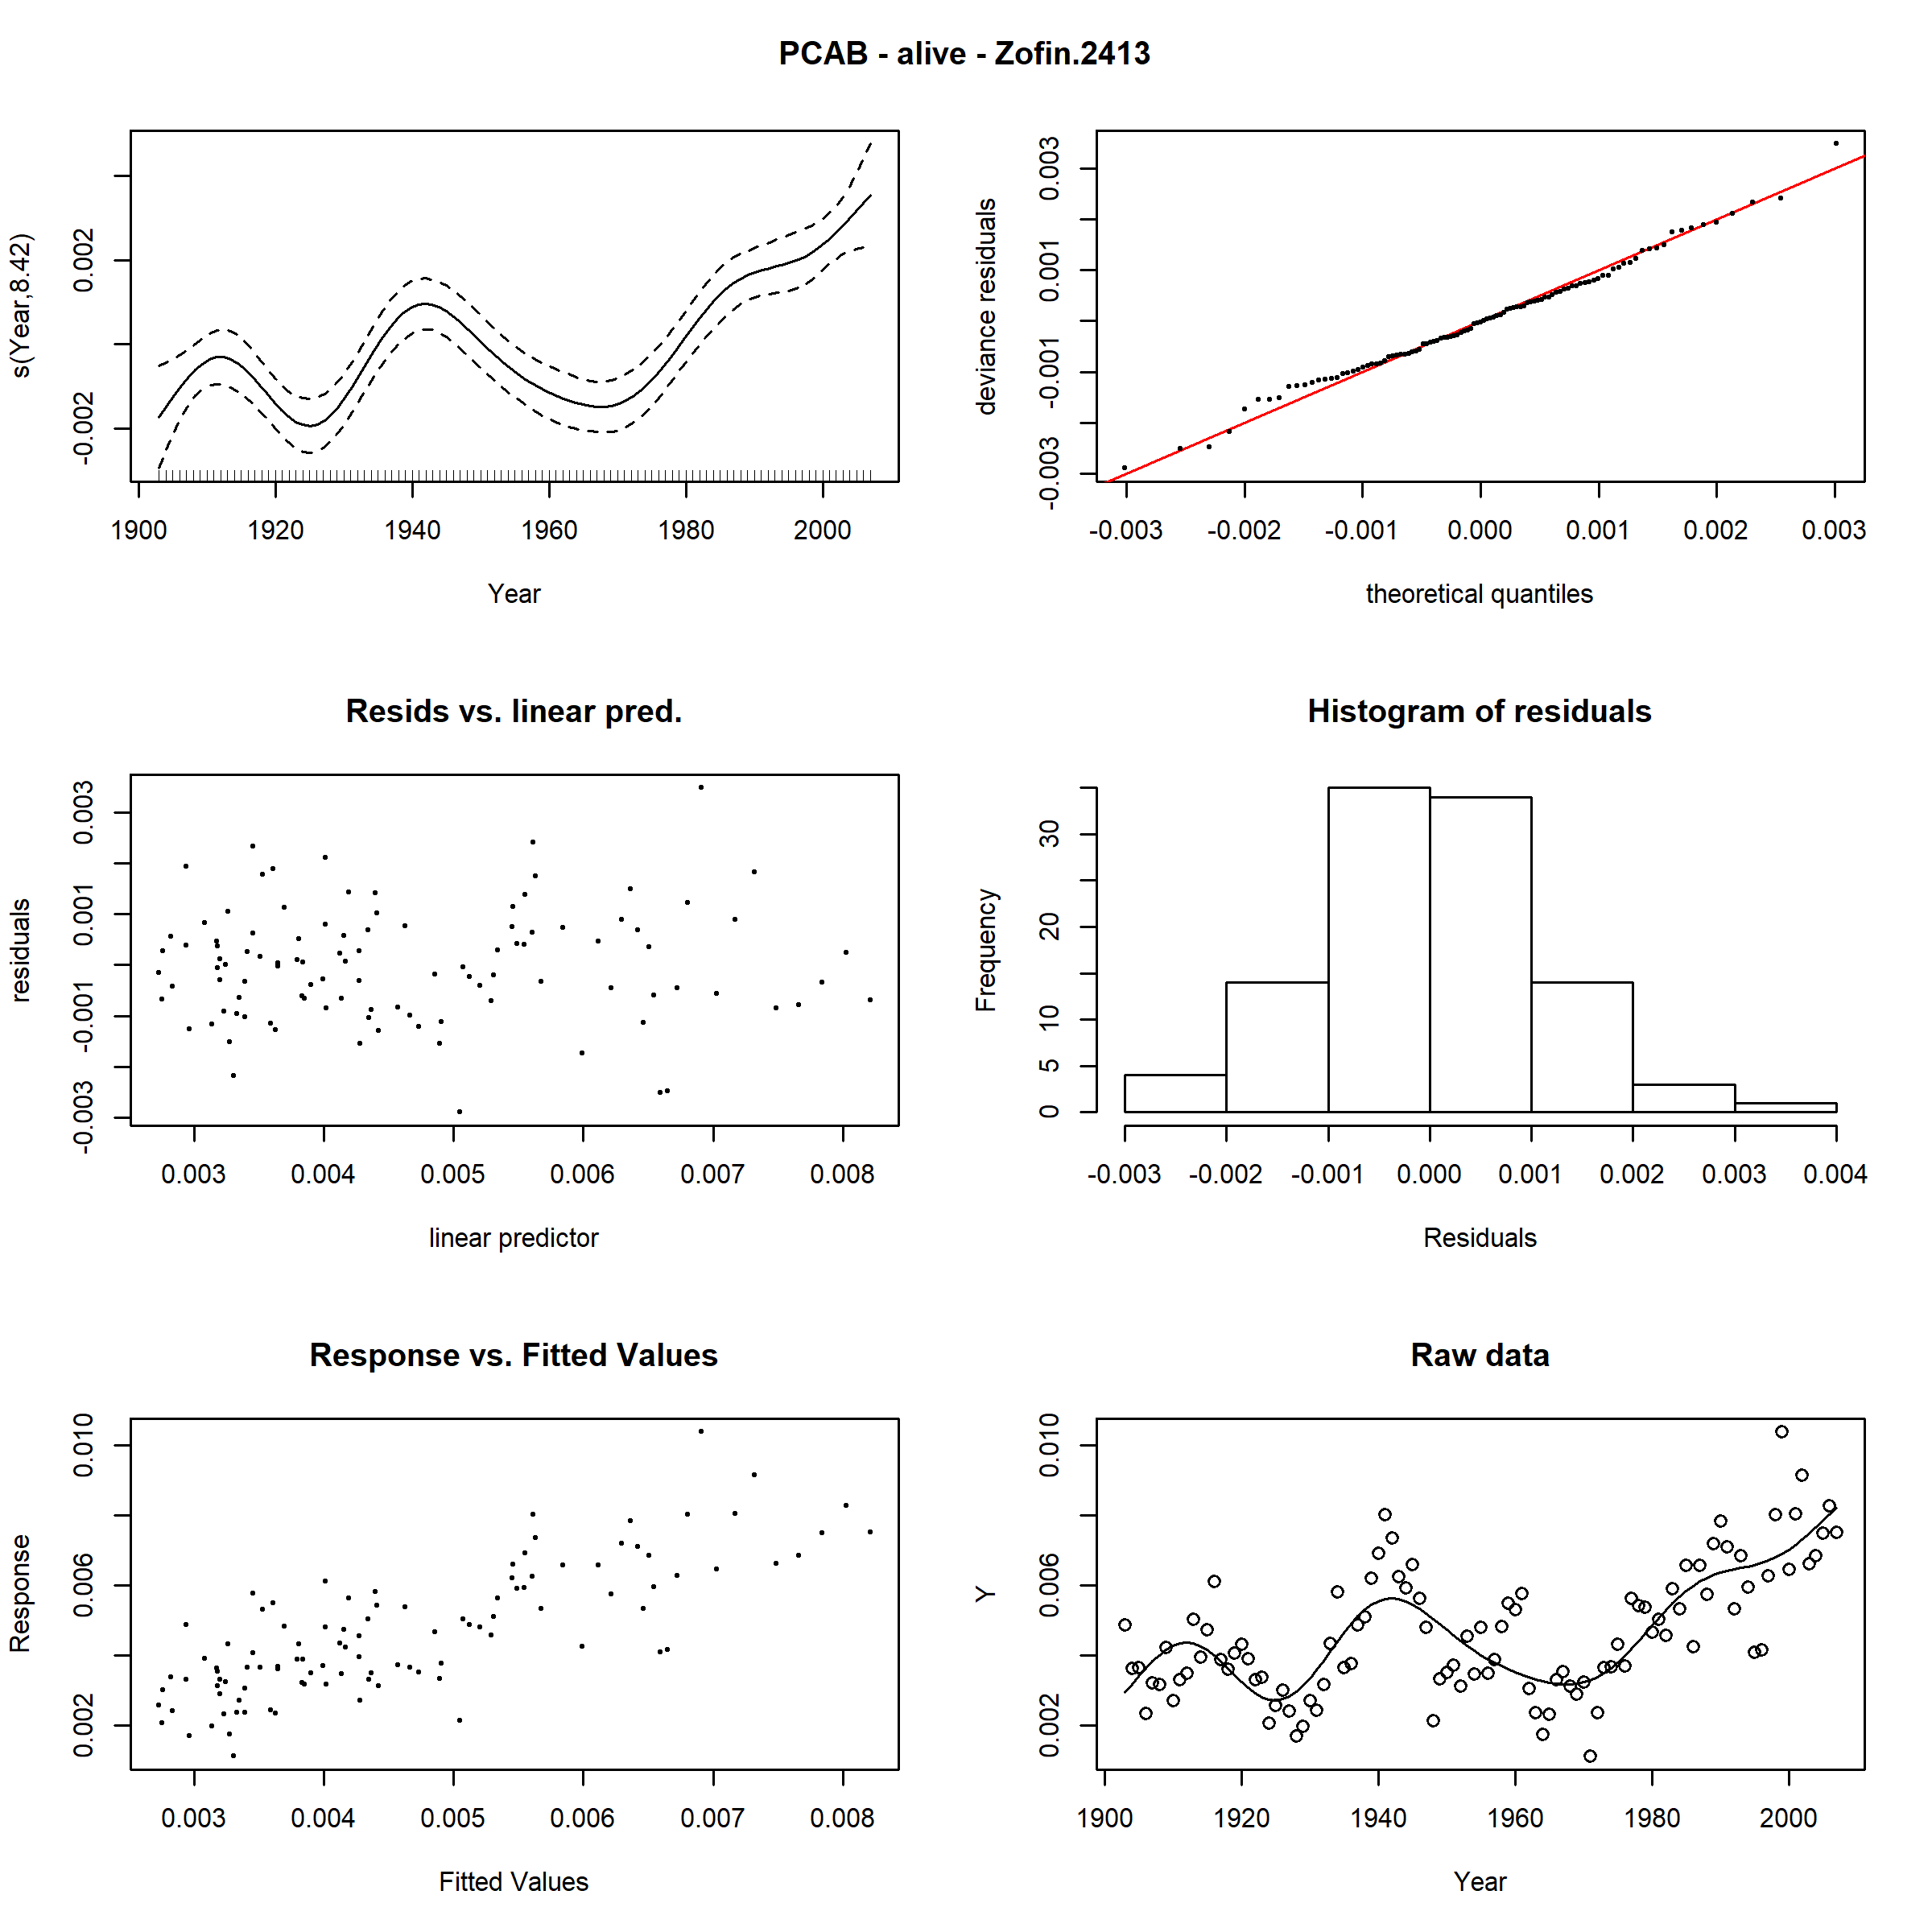 PCAB - alive - Zofin.2413
s(Year,8.42)
-0.002 0.002
1900 1920 1940 1960 1980 2000
Year
deviance residuals
-0.003 -0.001 0.001 0.003
-0.003 -0.002 -0.001 0.000 0.001 0.002 0.003
theoretical quantiles
Resids vs. linear pred.
residuals
-0.003 -0.001 0.001 0.003
0.003 0.004 0.005 0.006 0.007 0.008
linear predictor
Histogram of residuals
Frequency
0 5 10 20 30
-0.003 -0.002 -0.001 0.000 0.001 0.002 0.003 0.004
Residuals
Response vs. Fitted Values
Response
0.002 0.006 0.010
0.003 0.004 0.005 0.006 0.007 0.008
Fitted Values
Raw data
Y
0.002 0.006 0.010
1900 1920 1940 1960 1980 2000
Year